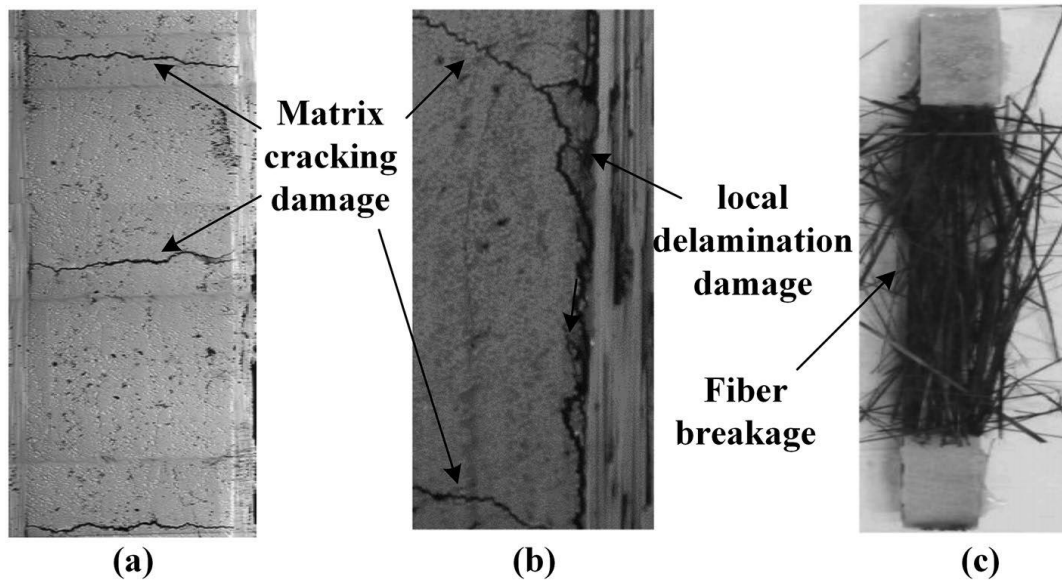 Matrix
cracking
damage
local
delamination
damage
Fiber
breakage
(a)
(b)
(c)